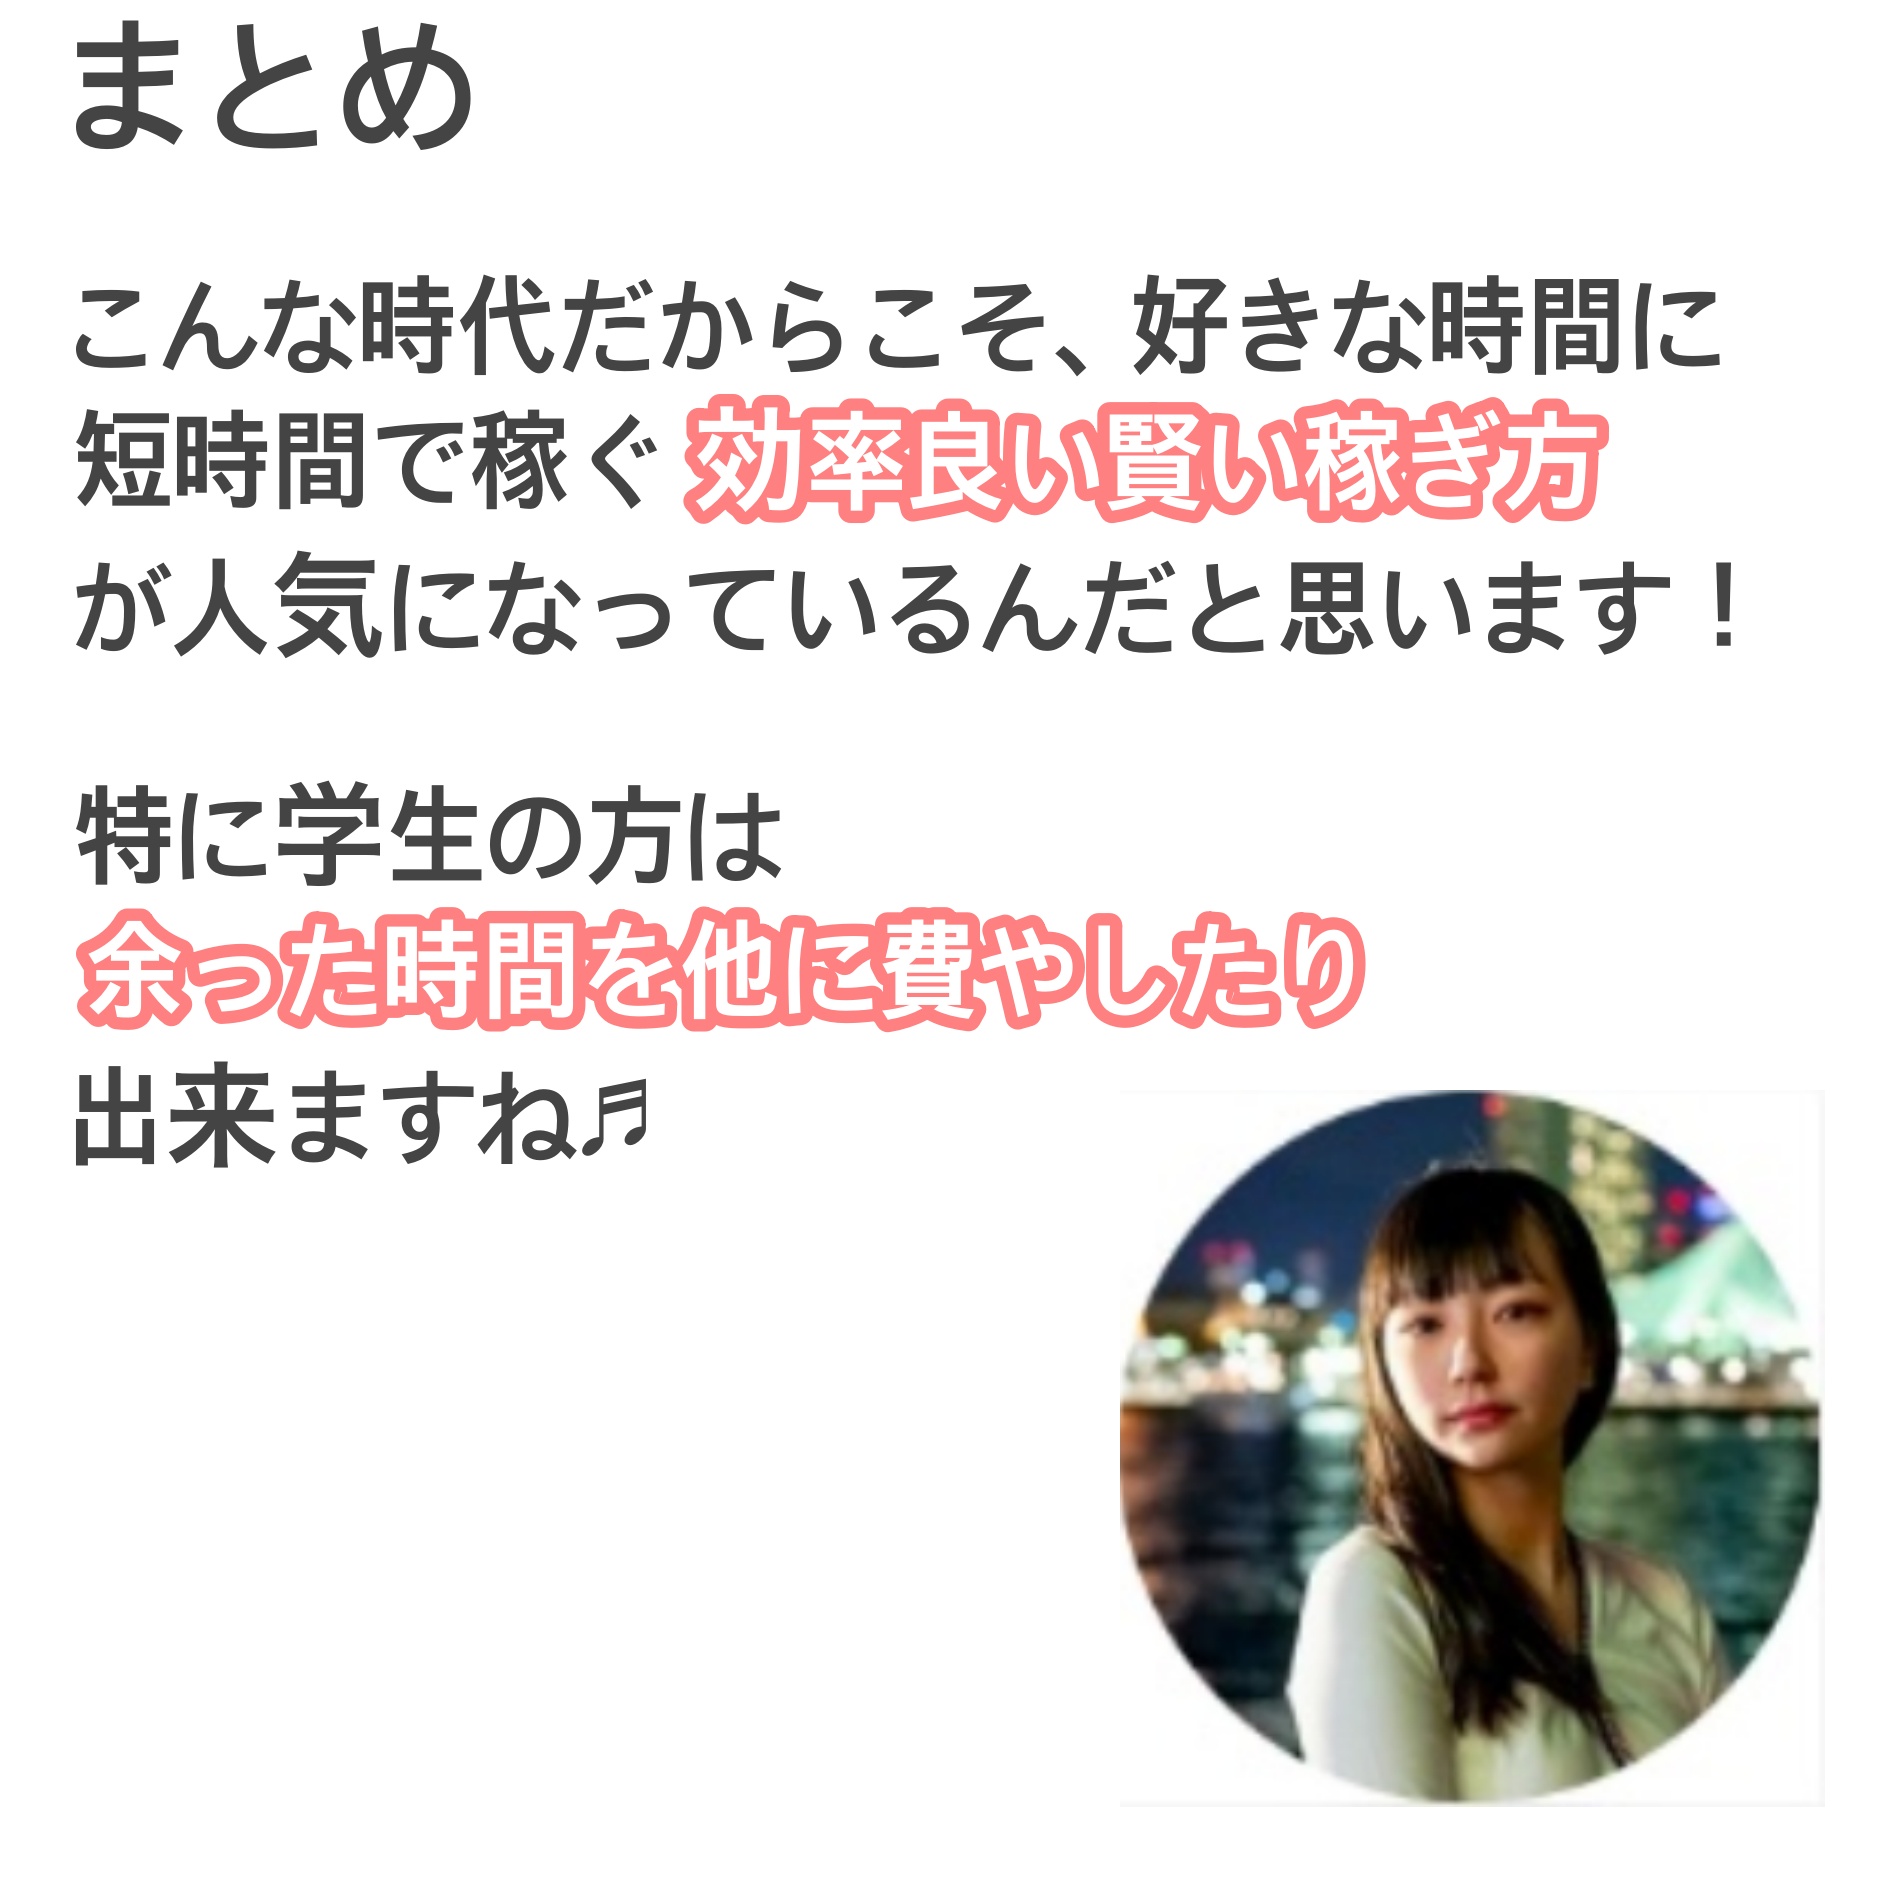 まとめ
こんな時代だからこそ、好きな時間に
短時間で稼ぐ 効率良い賢い稼ぎ方
が人気になっているんだと思います！
特に学生の方は
余った時間を他に費やしたり
出来ますね♬